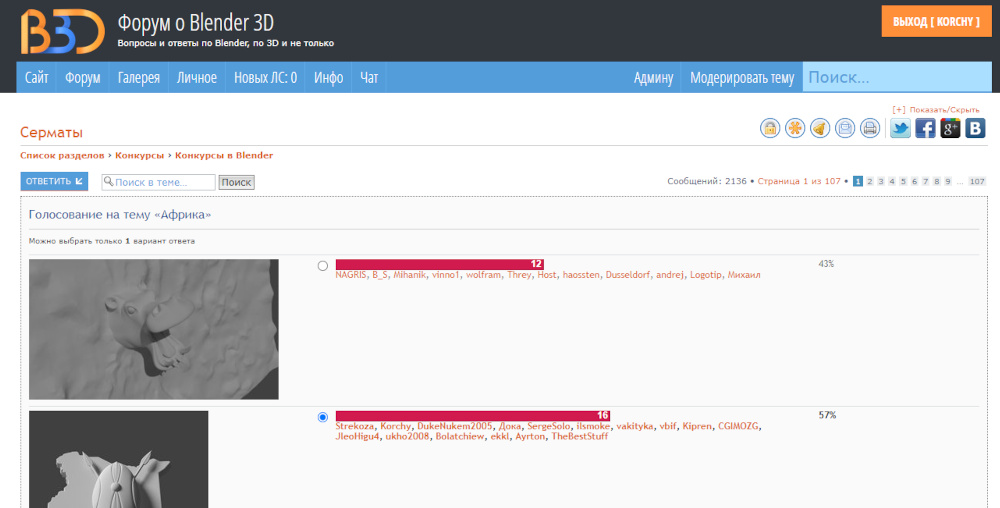 B3D
Форум о Blender 3D
Вопросы и ответы по Blender, по 3D и не только
ВЫХОД [ KORCHY ]
Сайт Форум Галерея Личное Новых ЛС: 0 Инфо Чат Админу Модерировать тему Поиск...
[+] Показать/Скрыть
Серматы
Список разделов › Конкурсы › Конкурсы в Blender
ОТВЕТИТЬ Поиск в теме... Поиск Сообщений: 2136 • Страница 1 из 107 • 1 2 3 4 5 6 7 8 9 ... 107
Голосование на тему «Африка»
Можно выбрать только 1 вариант ответа
12 43%
NAGRIS, B_S, Mihanik, vinno1, wolfram, Threy, Host, haossten, Dusseldorf, andrej, Logotip, Михаил
16 57%
Strekoza, Korchy, DukeNukem2005, Дока, SergeSolo, ilsmoke, vakityka, vbif, Kipren, CGIMOZG,
JleoHigu4, ukho2008, Bolatchiew, ekkl, Ayrton, TheBestStuff